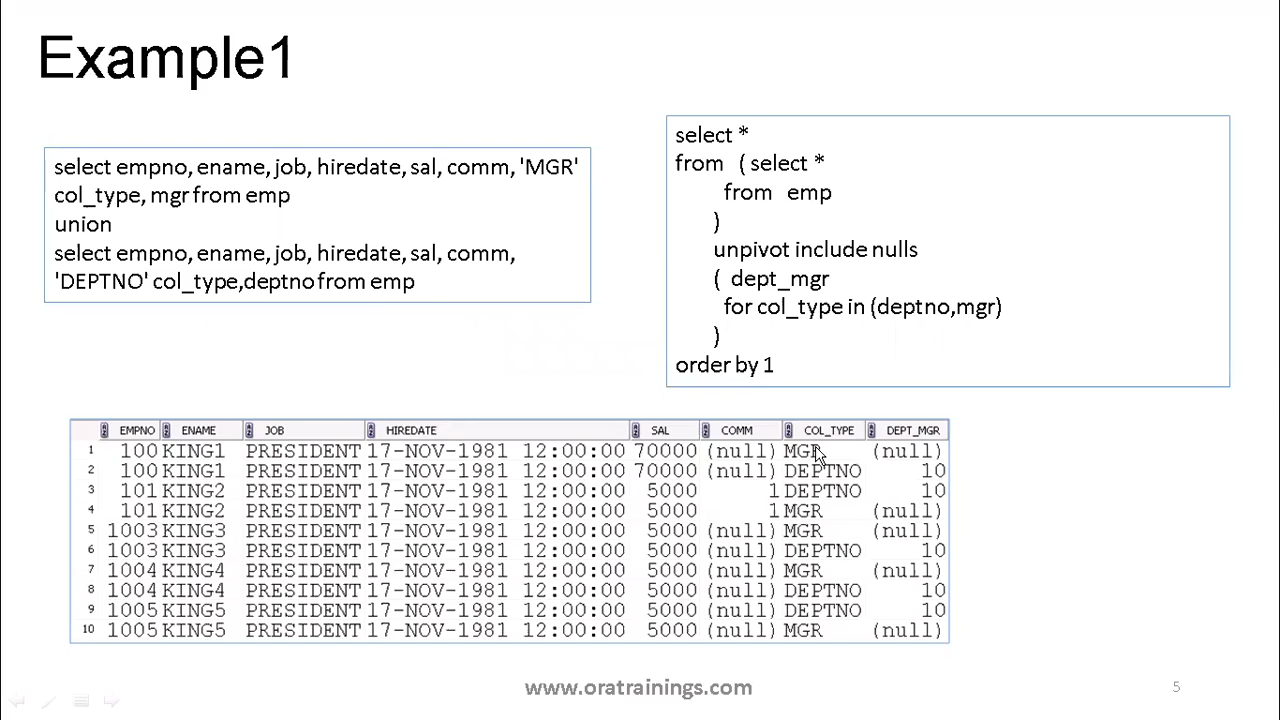 Example1
select empno, ename, job, hiredate, sal, comm, 'MGR'
col_type, mgr from emp
union
select empno, ename, job, hiredate, sal, comm,
'DEPTNO' col_type,deptno from emp
select *
from ( select *
from emp
)
unpivot include nulls
( dept_mgr
for col_type in (deptno,mgr)
)
order by 1
EMPNO ENAME JOB HIREDATE SAL COMM COL_TYPE DEPT_MGR
1 100 KING1 PRESIDENT 17-NOV-1981 12:00:00 70000 (null) MGR (null)
2 100 KING1 PRESIDENT 17-NOV-1981 12:00:00 70000 (null) DEPTNO 10
3 101 KING2 PRESIDENT 17-NOV-1981 12:00:00 5000 1 DEPTNO 10
4 101 KING2 PRESIDENT 17-NOV-1981 12:00:00 5000 1 MGR (null)
5 1003 KING3 PRESIDENT 17-NOV-1981 12:00:00 5000 (null) MGR (null)
6 1003 KING3 PRESIDENT 17-NOV-1981 12:00:00 5000 (null) DEPTNO 10
7 1004 KING4 PRESIDENT 17-NOV-1981 12:00:00 5000 (null) MGR (null)
8 1004 KING4 PRESIDENT 17-NOV-1981 12:00:00 5000 (null) DEPTNO 10
9 1005 KING5 PRESIDENT 17-NOV-1981 12:00:00 5000 (null) DEPTNO 10
10 1005 KING5 PRESIDENT 17-NOV-1981 12:00:00 5000 (null) MGR (null)
www.oratrainings.com
5